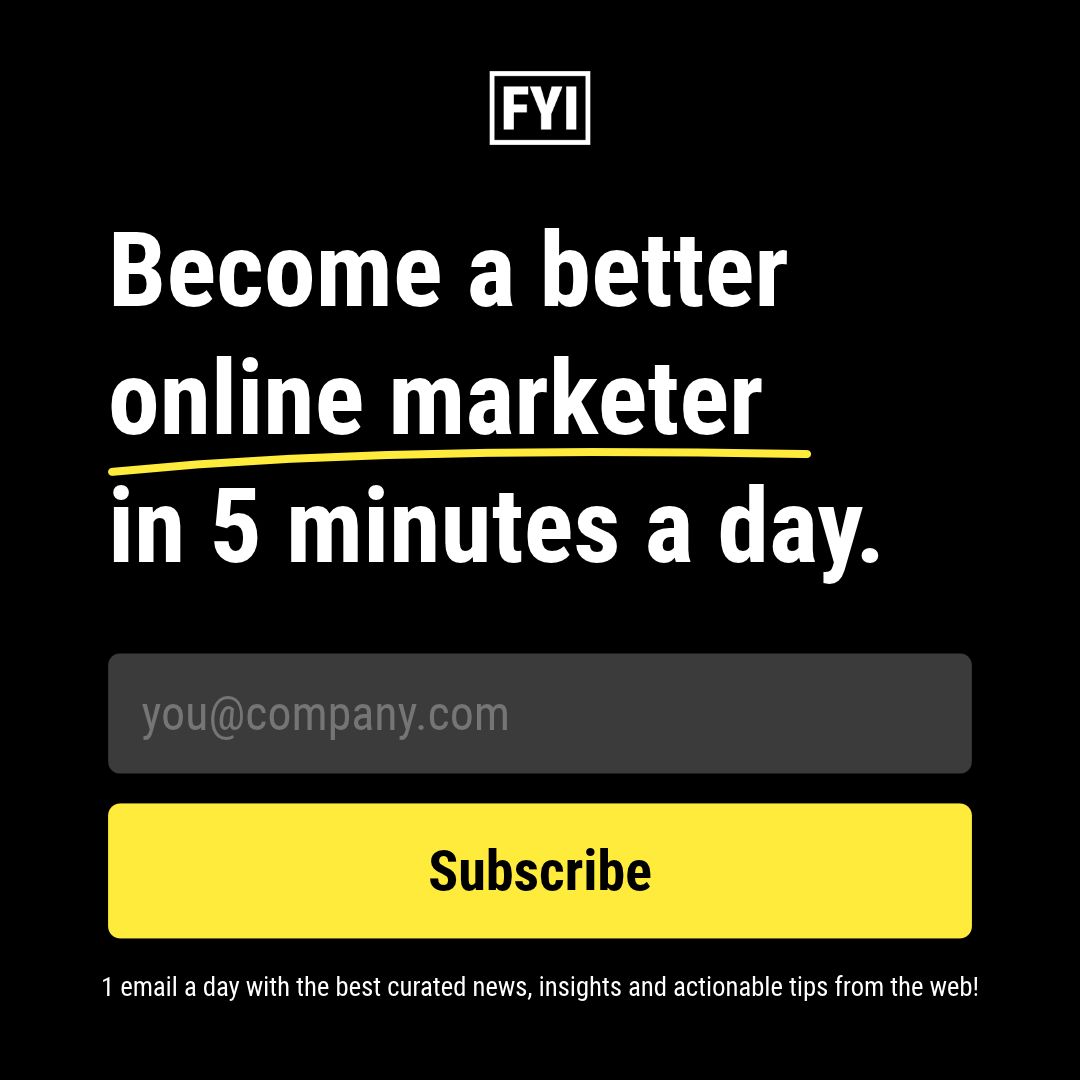 FYI
Become a better
online marketer
in 5 minutes a day.
you@company.com
Subscribe
1 email a day with the best curated news, insights and actionable tips from the web!